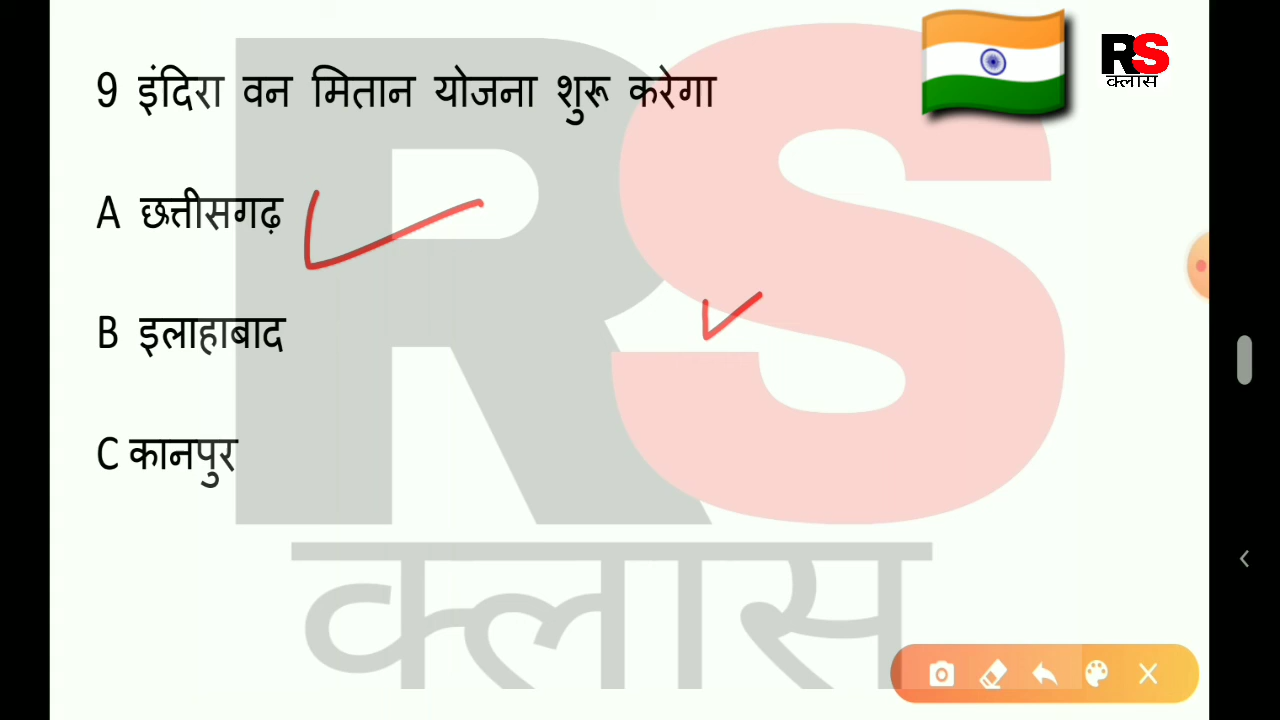 9 इंदिरा वन मितान योजना शुरू करेगा
RS
क्लास
A छत्तीसगढ़
B इलाहाबाद
C कानपुर
RS
क्लास